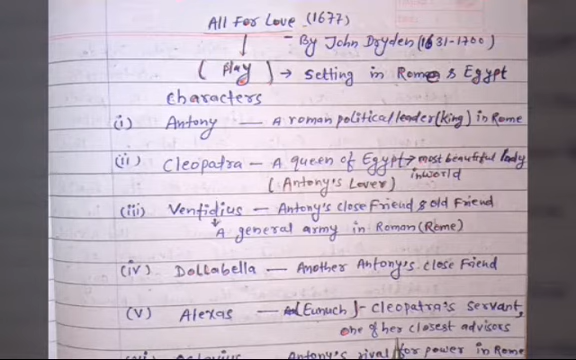 All For Love (1677)
- By John Dryden (1631-1700)
(Play) → setting in Rome & Egypt
Characters
(i) Antony — A roman political leader (king) in Rome
(ii) Cleopatra — A queen of Egypt → most beautiful lady
in world
(Antony's Lover)
(iii) Ventidius — Antony's close Friend & old Friend
A general army in Roman (Rome)
(iv) Dollabella — Another Antony's close Friend
(v) Alexas — (Eunuch) - Cleopatra's servant,
one of her closest advisors
Antony's rival for power in Rome